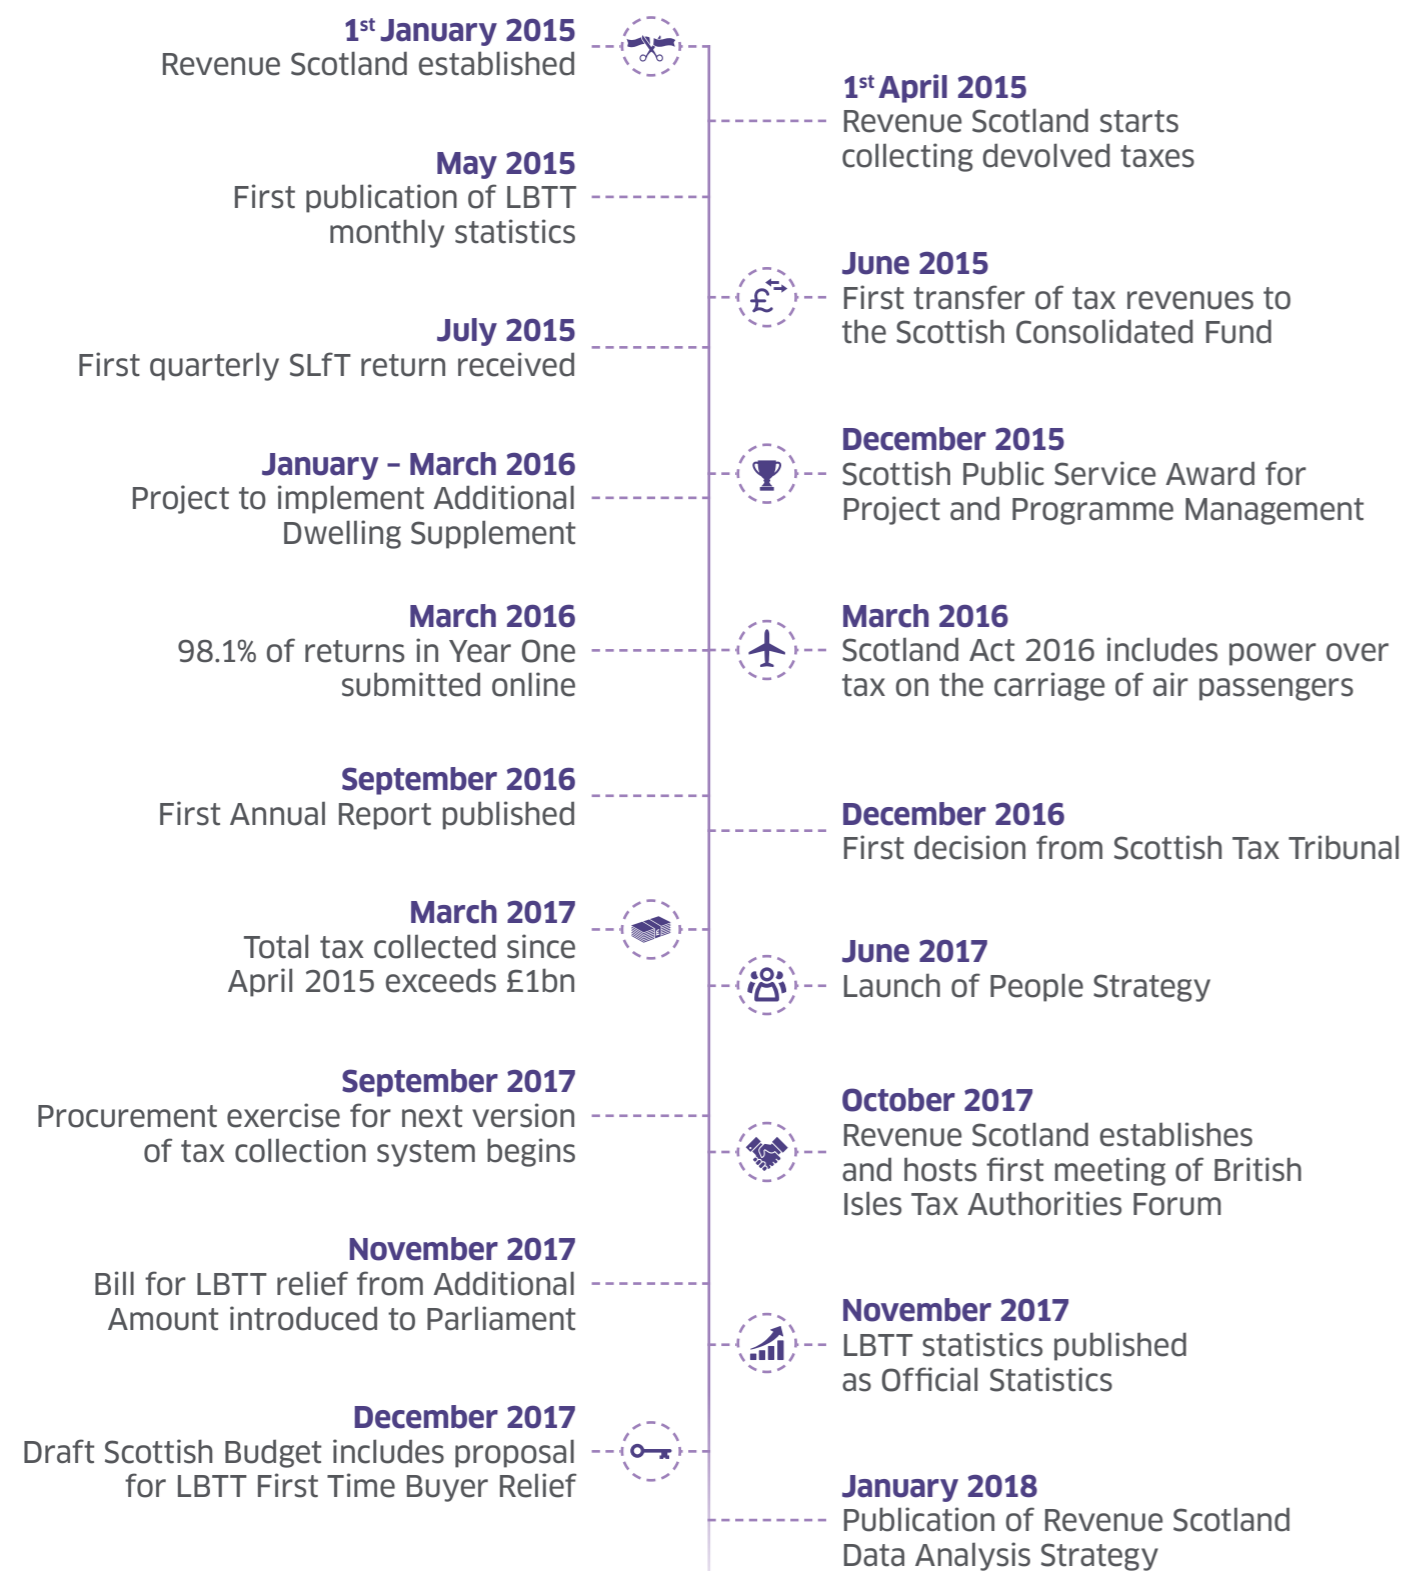 1st January 2015
Revenue Scotland established
1st April 2015
Revenue Scotland starts
collecting devolved taxes
May 2015
First publication of LBTT
monthly statistics
June 2015
First transfer of tax revenues to
the Scottish Consolidated Fund
July 2015
First quarterly SLfT return received
December 2015
Scottish Public Service Award for
Project and Programme Management
January – March 2016
Project to implement Additional
Dwelling Supplement
March 2016
98.1% of returns in Year One
submitted online
March 2016
Scotland Act 2016 includes power over
tax on the carriage of air passengers
September 2016
First Annual Report published
December 2016
First decision from Scottish Tax Tribunal
March 2017
Total tax collected since
April 2015 exceeds £1bn
June 2017
Launch of People Strategy
September 2017
Procurement exercise for next version
of tax collection system begins
October 2017
Revenue Scotland establishes
and hosts first meeting of British
Isles Tax Authorities Forum
November 2017
Bill for LBTT relief from Additional
Amount introduced to Parliament
November 2017
LBTT statistics published
as Official Statistics
December 2017
Draft Scottish Budget includes proposal
for LBTT First Time Buyer Relief
January 2018
Publication of Revenue Scotland
Data Analysis Strategy